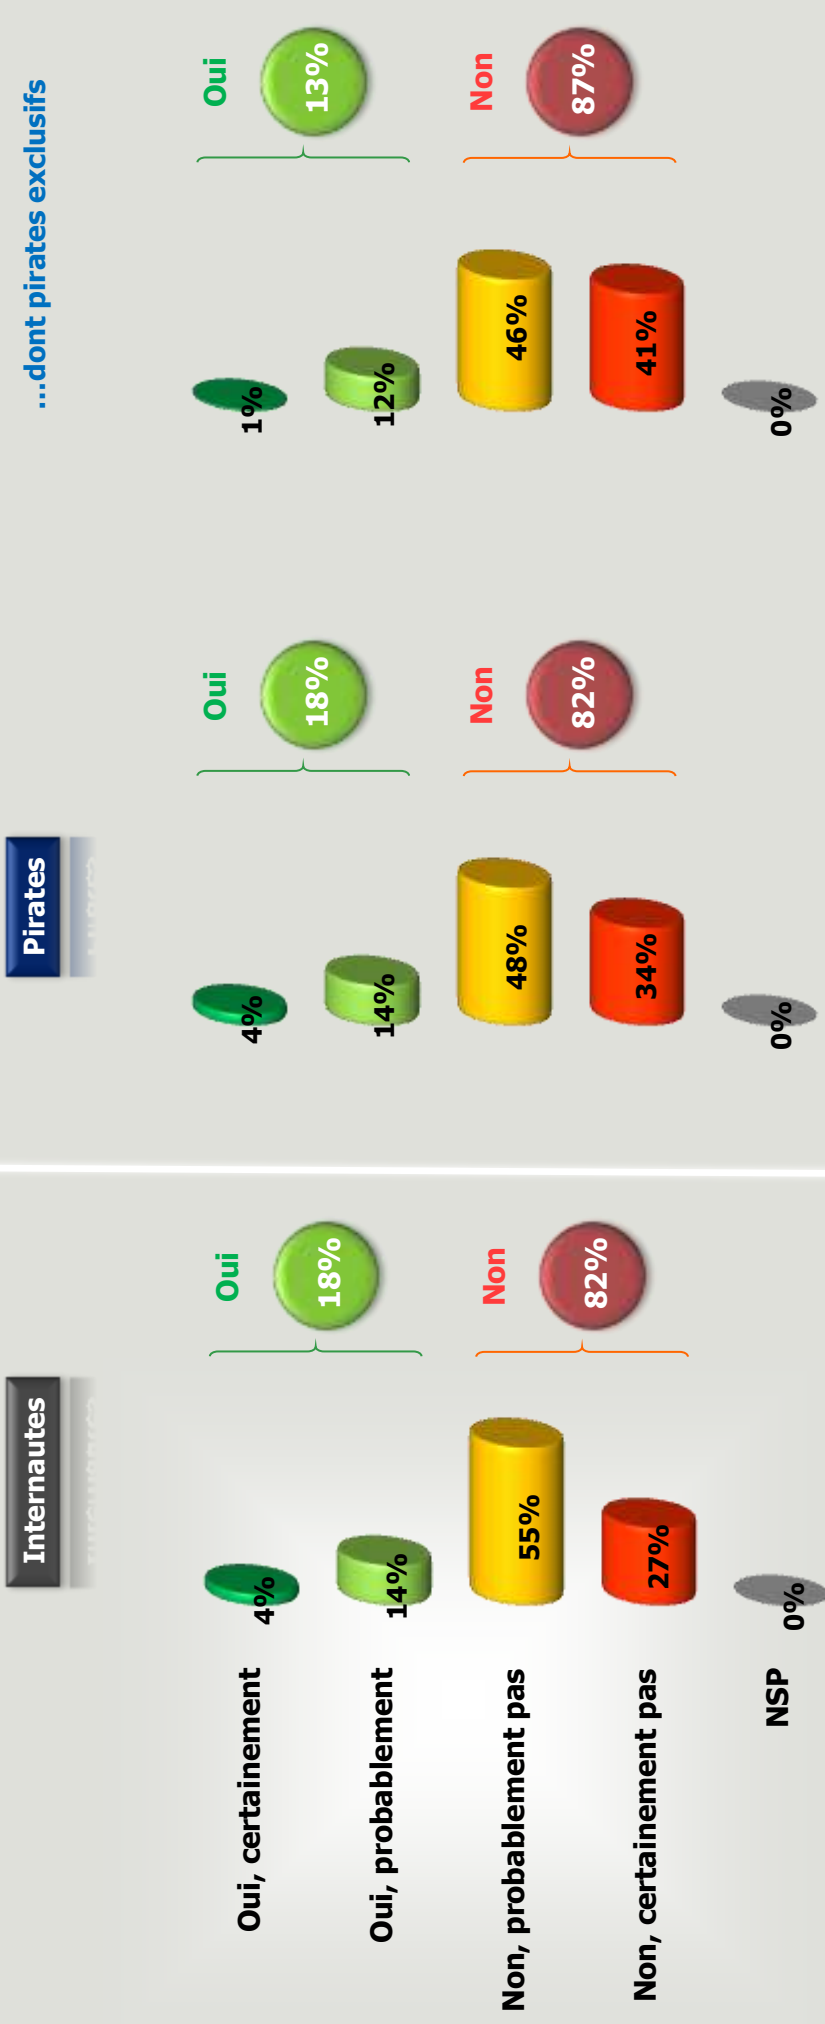 Internautes
Pirates
...dont pirates exclusifs
Oui
Oui
Oui
18%
18%
13%
Oui, certainement
4%
4%
1%
Oui, probablement
14%
14%
12%
Non
Non
Non
82%
82%
87%
Non, probablement pas
55%
48%
46%
Non, certainement pas
27%
34%
41%
NSP
0%
0%
0%